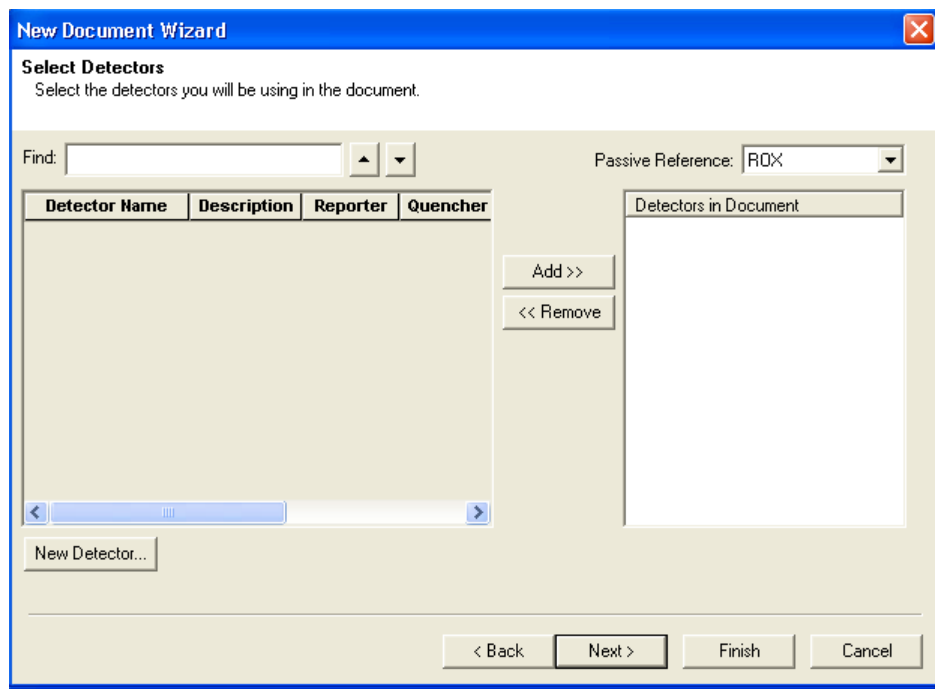 New Document Wizard
Select Detectors
Select the detectors you will be using in the document.
Find:
Passive Reference: ROX
Detector Name Description Reporter Quencher
Detectors in Document
Add >>
<< Remove
New Detector...
< Back Next > Finish Cancel